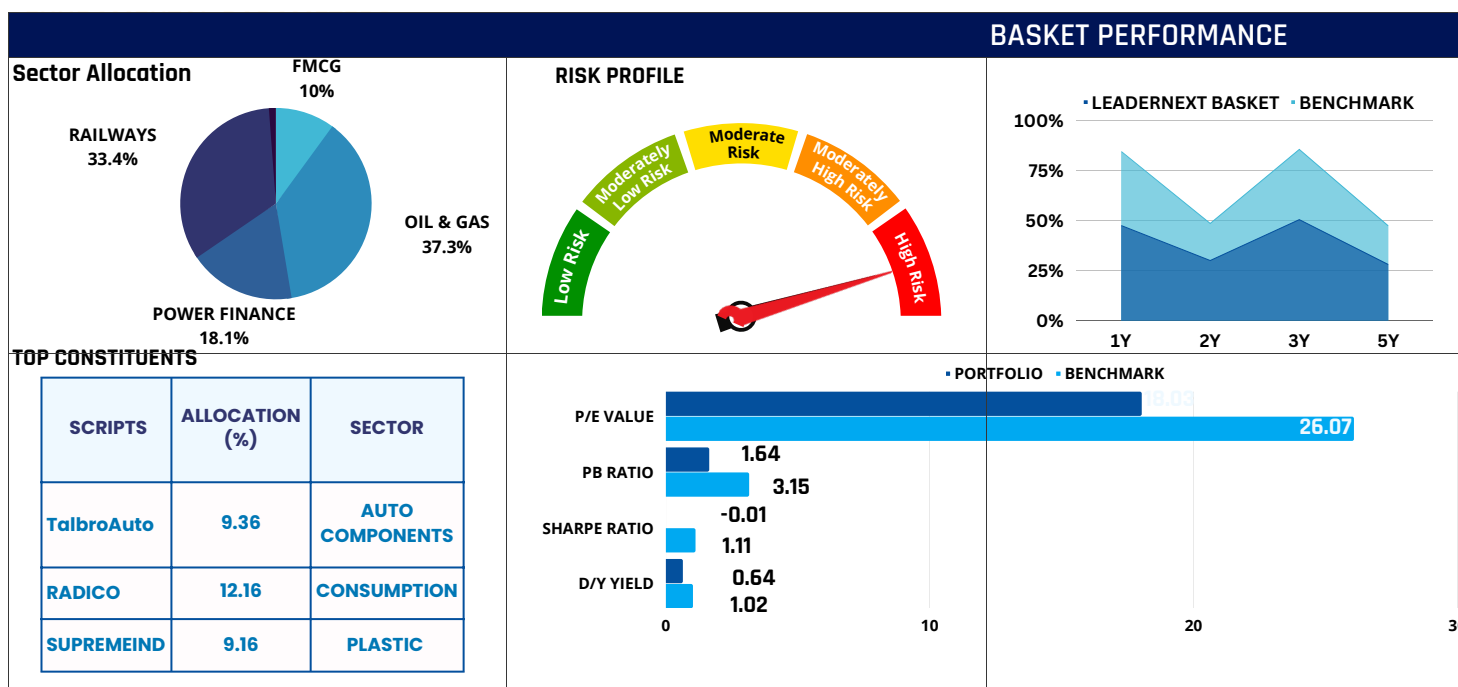 BASKET PERFORMANCE
Sector Allocation
FMCG
10%
RAILWAYS
33.4%
OIL & GAS
37.3%
POWER FINANCE
18.1%
RISK PROFILE
Low Risk
Moderately
Low Risk
Moderate
Risk
Moderately
High Risk
High Risk
LEADERNEXT BASKET BENCHMARK
100%
75%
50%
25%
0%
1Y 2Y 3Y 5Y
TOP CONSTITUENTS
SCRIPTS
ALLOCATION
(%)
SECTOR
TalbroAuto
9.36
AUTO
COMPONENTS
RADICO
12.16
CONSUMPTION
SUPREMEIND
9.16
PLASTIC
PORTFOLIO BENCHMARK
P/E VALUE
18.03
26.07
PB RATIO
1.64
3.15
SHARPE RATIO
-0.01
1.11
D/Y YIELD
0.64
1.02
0 10 20